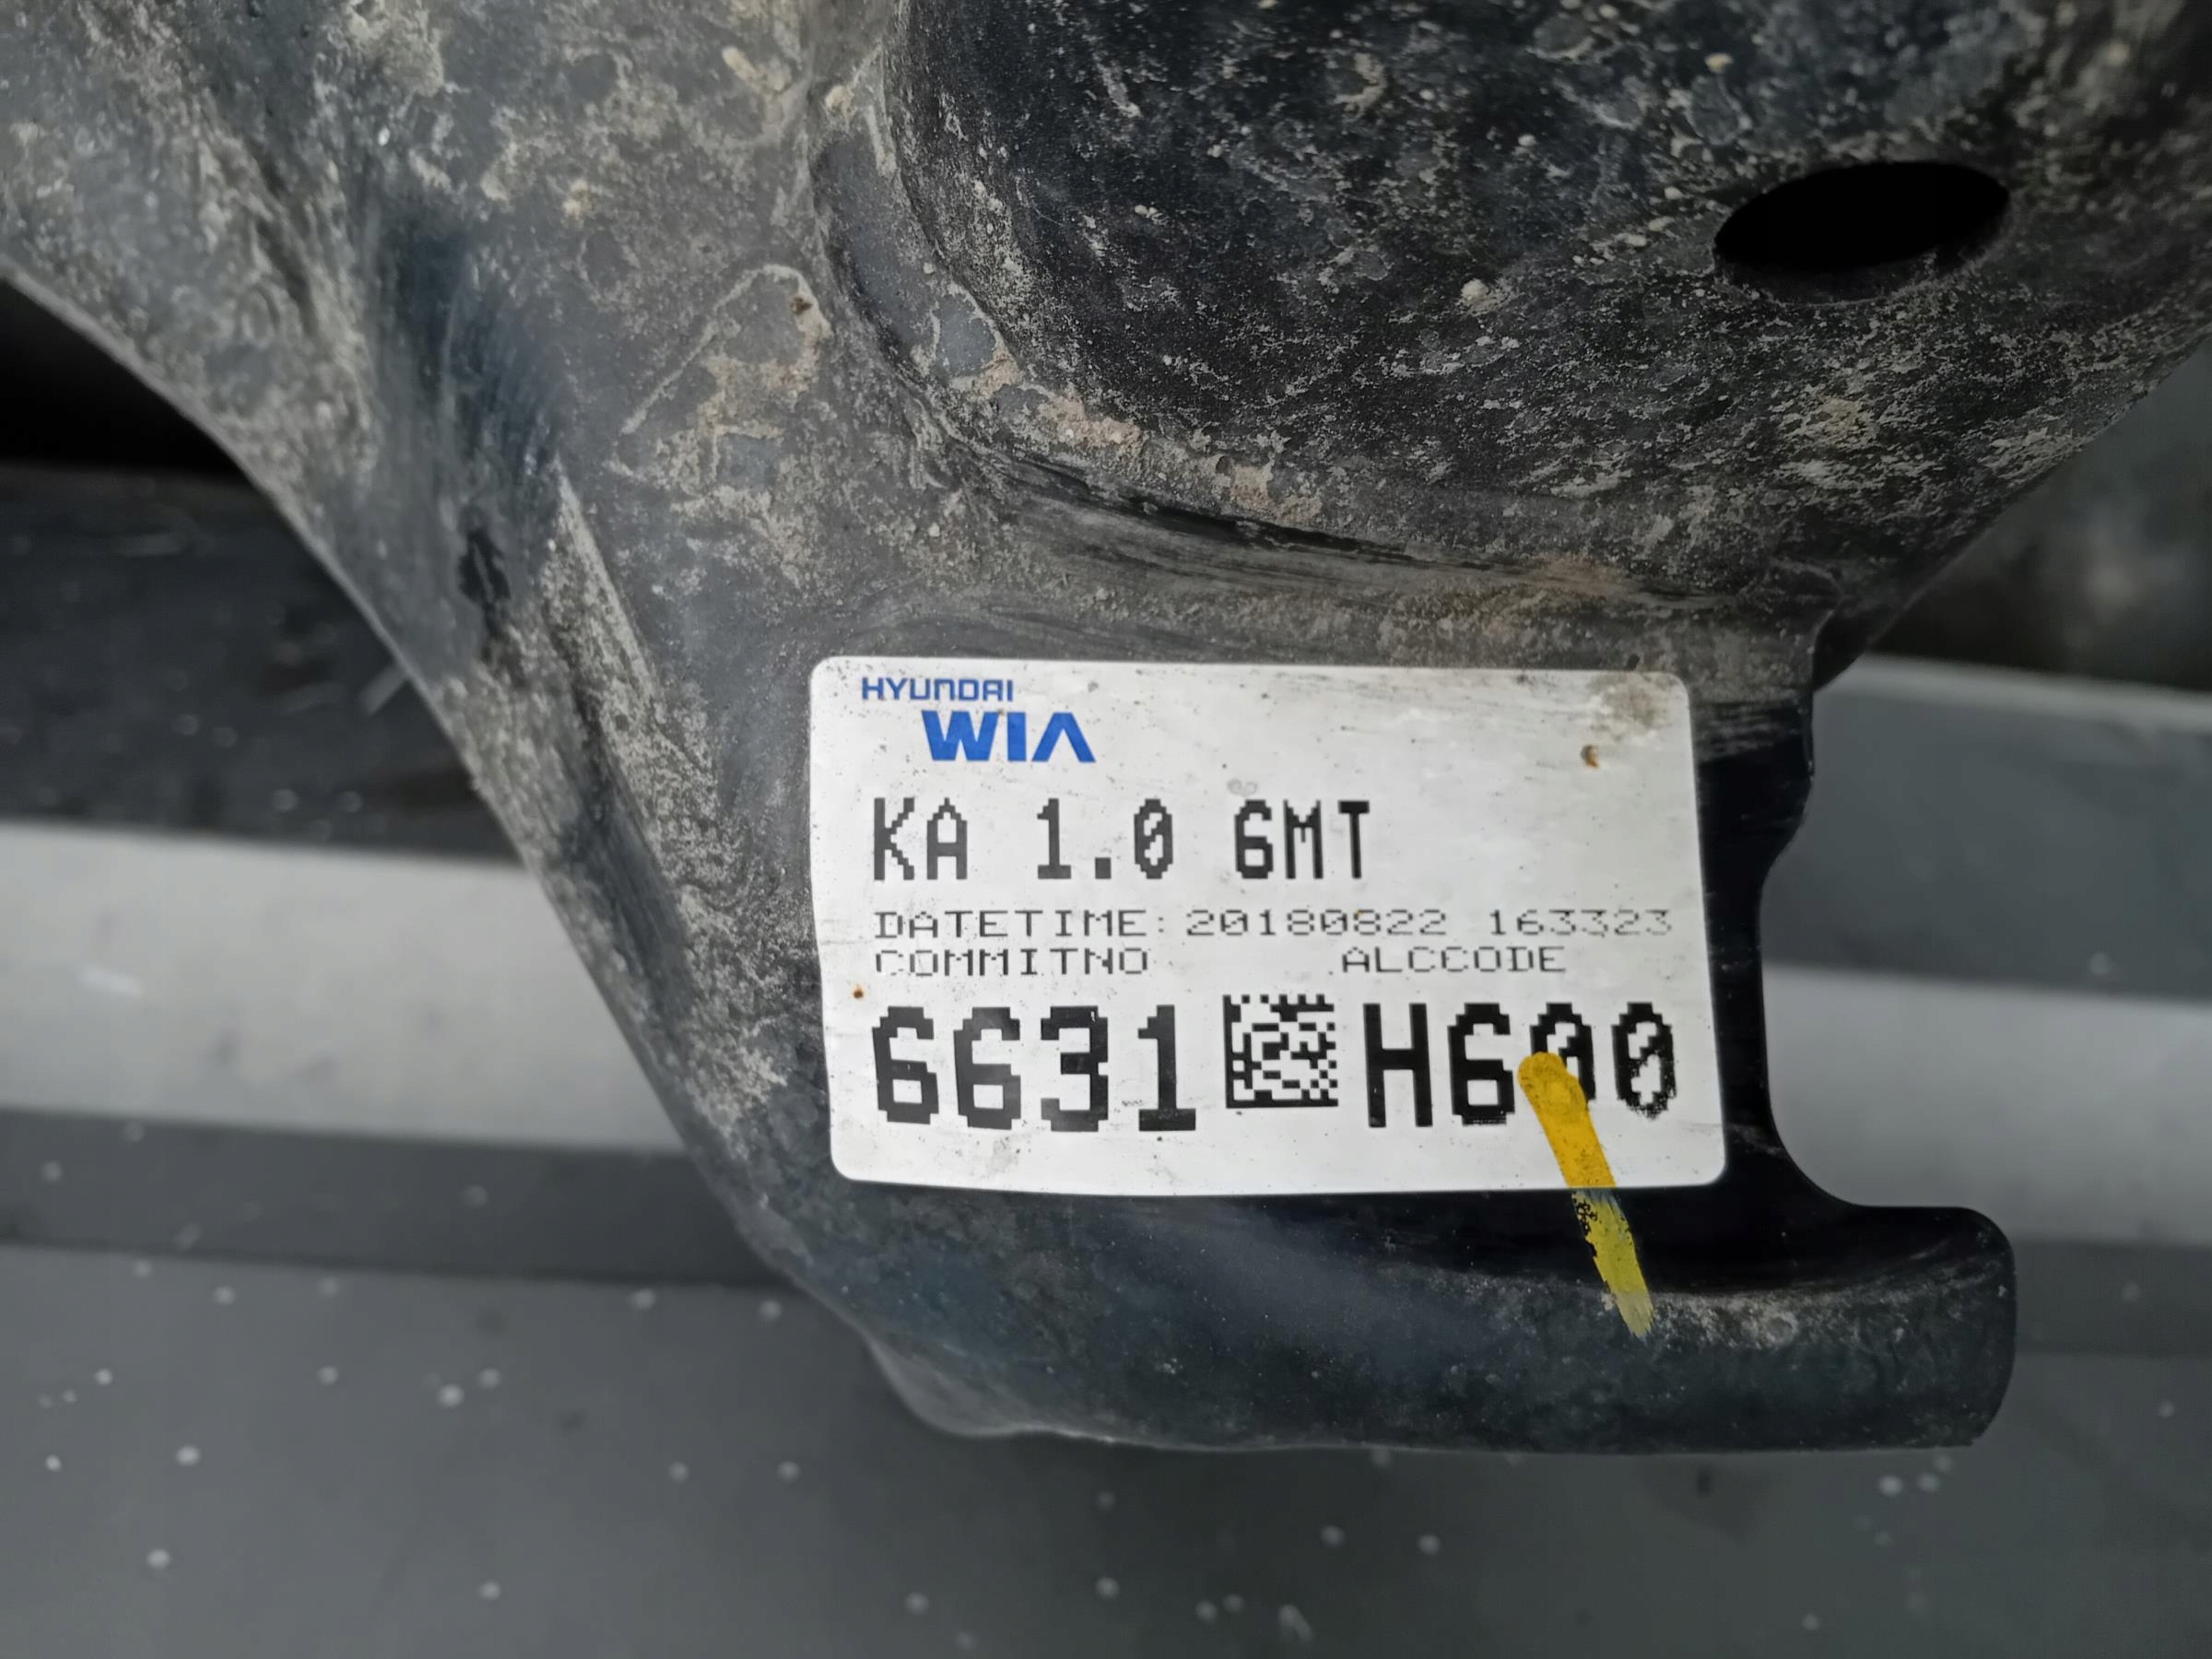 HYUNDAI
WIA
KA 1.0 6MT
DATETIME: 20180822 163323
COMMITNO ALCCODE
6631 H600